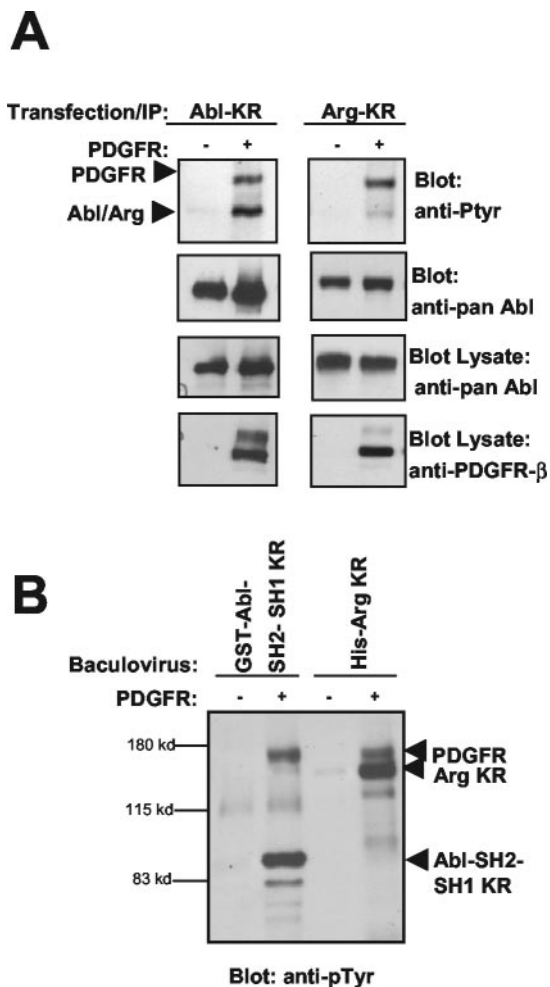 A
Transfection/IP: Abl-KR Arg-KR
PDGFR: - + - +
PDGFR
Abl/Arg
Blot:
anti-Ptyr
Blot:
anti-pan Abl
Blot Lysate:
anti-pan Abl
Blot Lysate:
anti-PDGFR-β
B
GST-Abl-
SH2- SH1 KR
His-Arg KR
Baculovirus:
PDGFR: - + - +
180 kd
115 kd
83 kd
PDGFR
Arg KR
Abl-SH2-
SH1 KR
Blot: anti-pTyr